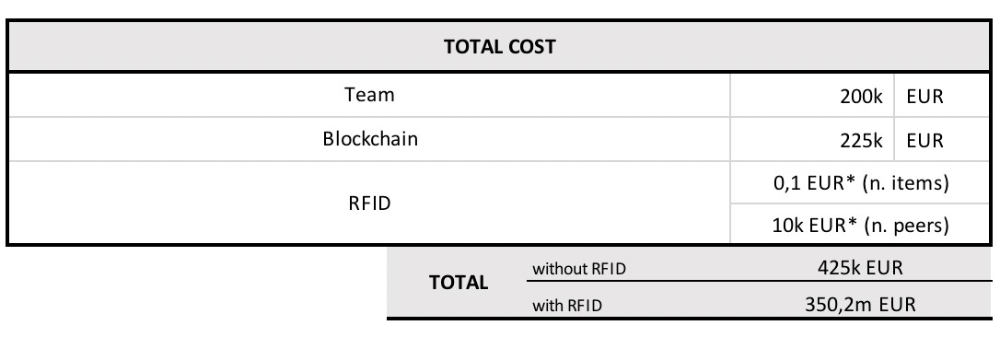 TOTAL COST
Team 200k EUR
Blockchain 225k EUR
RFID 0,1 EUR* (n. items)
10k EUR* (n. peers)
TOTAL without RFID 425k EUR
with RFID 350,2m EUR